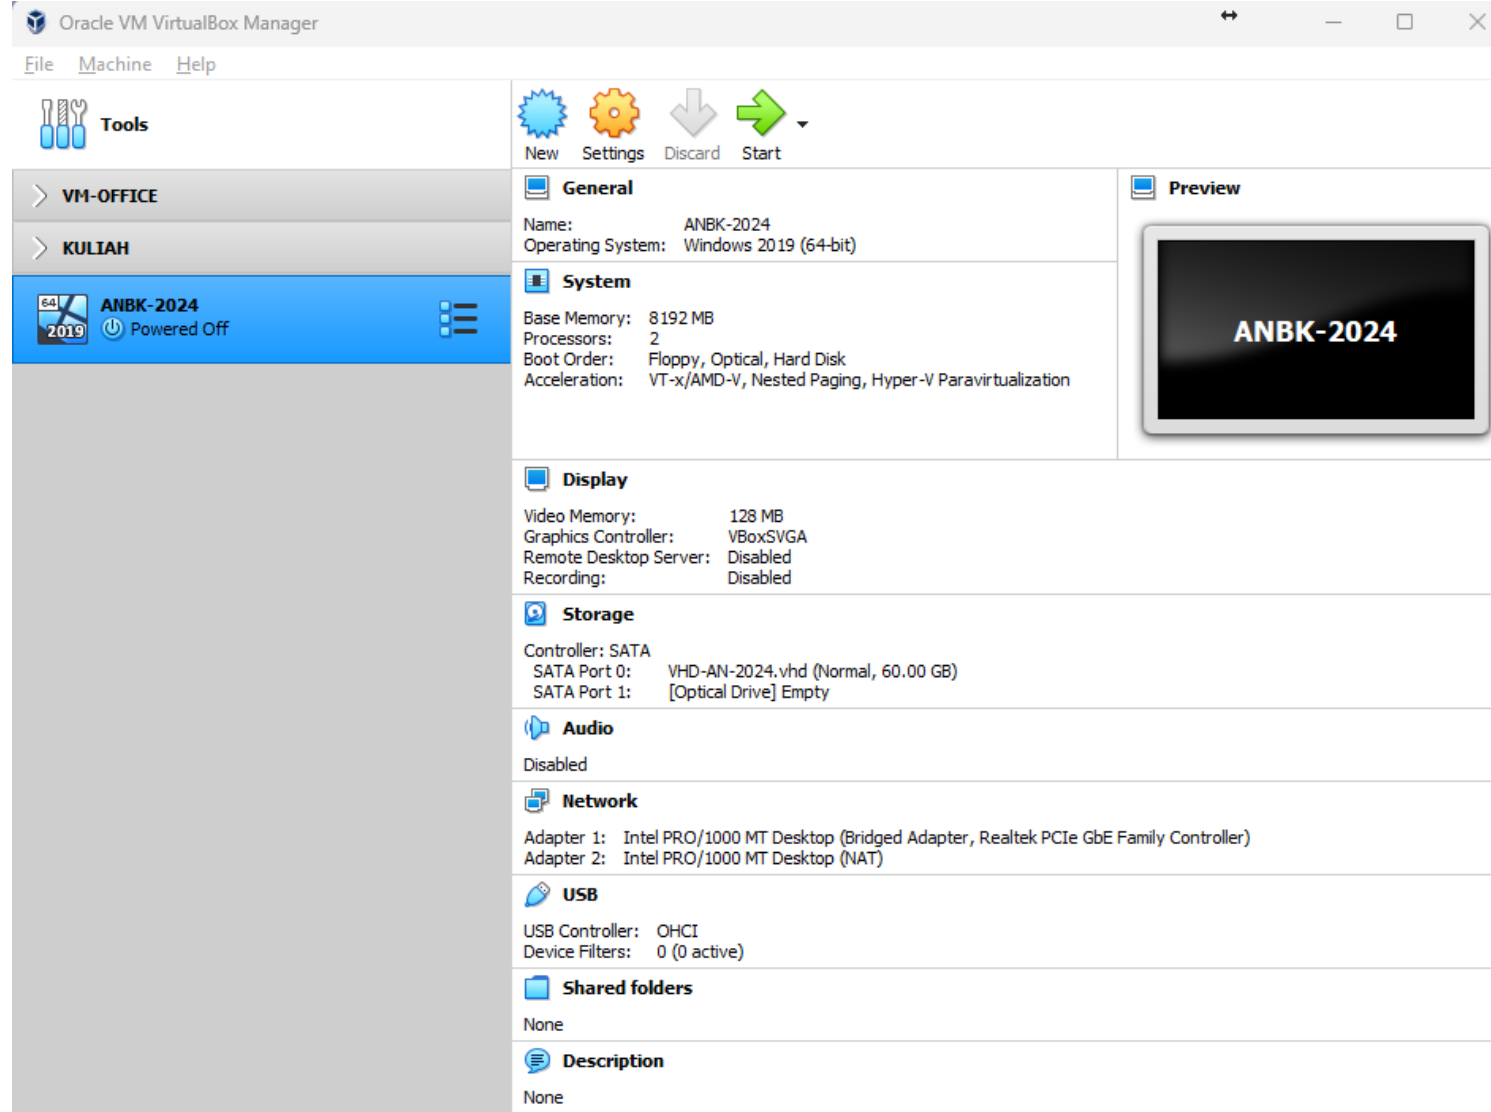 Oracle VM VirtualBox Manager
File Machine Help
Tools
New Settings Discard Start
VM-OFFICE
KULIAH
64
2019
ANBK-2024
Powered Off
General
Name: ANBK-2024
Operating System: Windows 2019 (64-bit)
Preview
ANBK-2024
System
Base Memory: 8192 MB
Processors: 2
Boot Order: Floppy, Optical, Hard Disk
Acceleration: VT-x/AMD-V, Nested Paging, Hyper-V Paravirtualization
Display
Video Memory: 128 MB
Graphics Controller: VBoxSVGA
Remote Desktop Server: Disabled
Recording: Disabled
Storage
Controller: SATA
SATA Port 0: VHD-AN-2024.vhd (Normal, 60.00 GB)
SATA Port 1: [Optical Drive] Empty
Audio
Disabled
Network
Adapter 1: Intel PRO/1000 MT Desktop (Bridged Adapter, Realtek PCIe GbE Family Controller)
Adapter 2: Intel PRO/1000 MT Desktop (NAT)
USB
USB Controller: OHCI
Device Filters: 0 (0 active)
Shared folders
None
Description
None